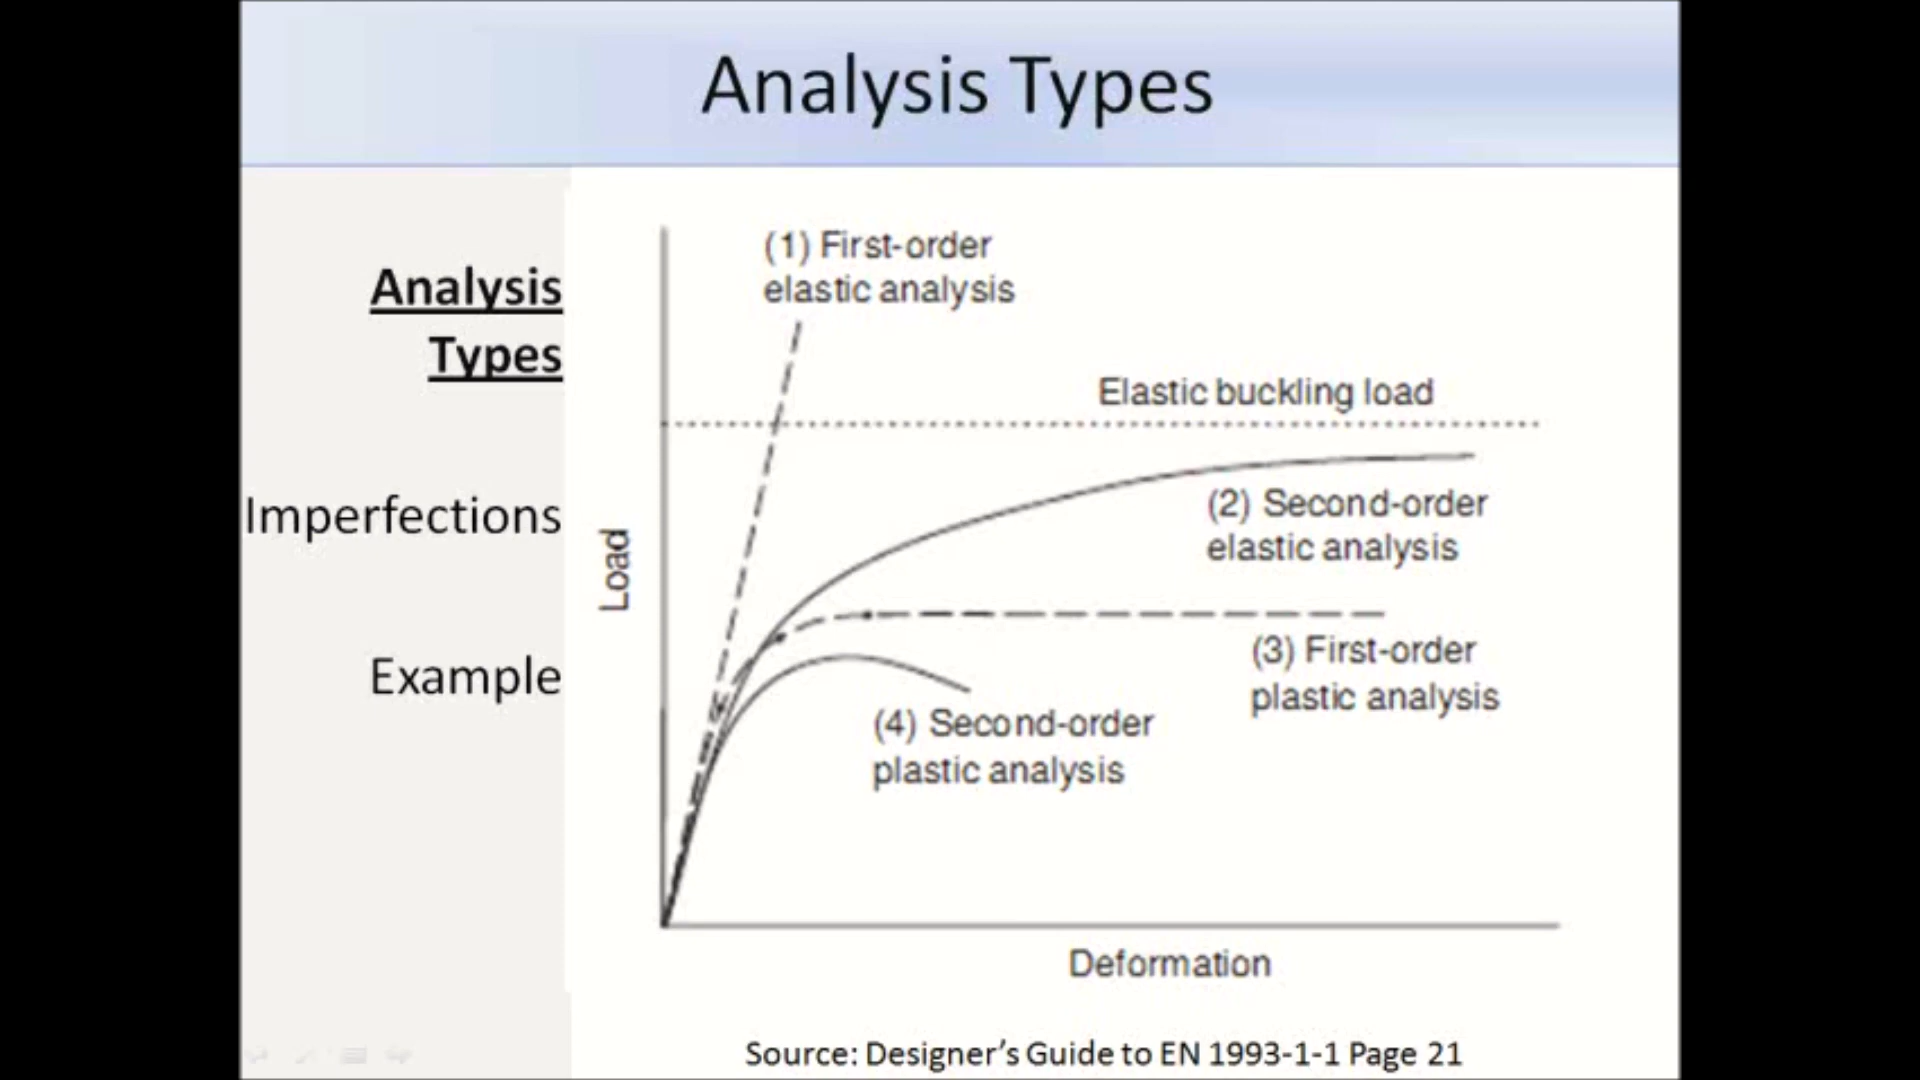 Analysis Types
Analysis
Types
Imperfections
Example
(1) First-order
elastic analysis
Elastic buckling load
(2) Second-order
elastic analysis
(3) First-order
plastic analysis
(4) Second-order
plastic analysis
Load
Deformation
Source: Designer’s Guide to EN 1993-1-1 Page 21